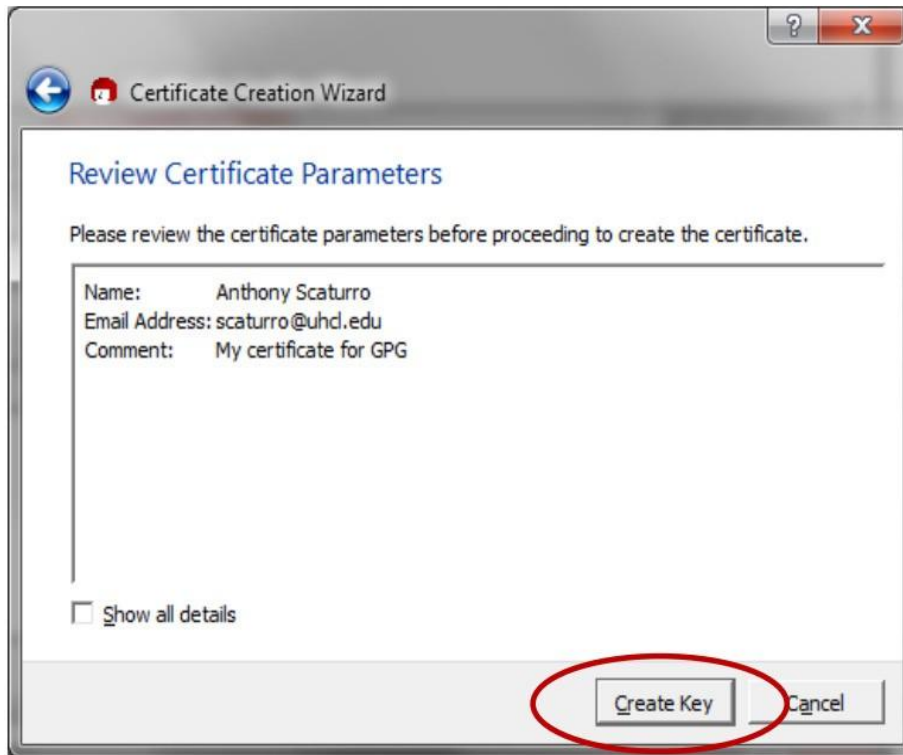 Certificate Creation Wizard
Review Certificate Parameters
Please review the certificate parameters before proceeding to create the certificate.
Name: Anthony Scaturro
Email Address: scaturro@uhcl.edu
Comment: My certificate for GPG
Show all details
Create Key
Cancel